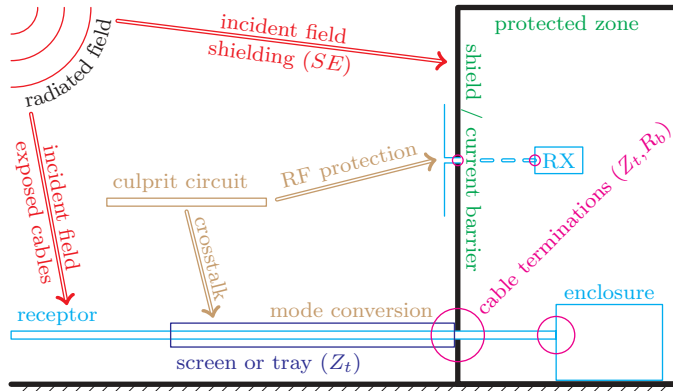 incident field
shielding (SE)
protected zone
radiated field
shield / current barrier
incident field
exposed cables
culprit circuit
RF protection
RX
cable terminations (Zt,Rb)
crosstalk
receptor
mode conversion
enclosure
screen or tray (Zt)